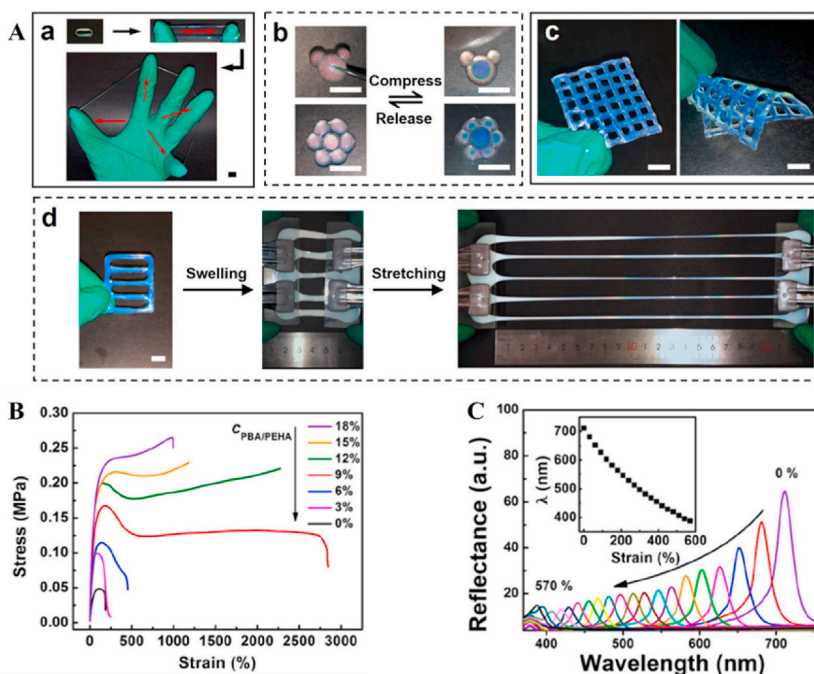 A
a
b
Compress
Release
c
d
Swelling
Stretching
B
Stress (MPa)
0.30
0.25
0.20
0.15
0.10
0.05
0.00
0 500 1000 1500 2000 2500 3000
Strain (%)
C PBA/PEHA
18%
15%
12%
9%
6%
3%
0%
C
Reflectance (a.u.)
100
80
60
40
20
400 500 600 700
Wavelength (nm)
λ (nm)
700
600
500
400
0 200 400 600
Strain (%)
0 %
570 %